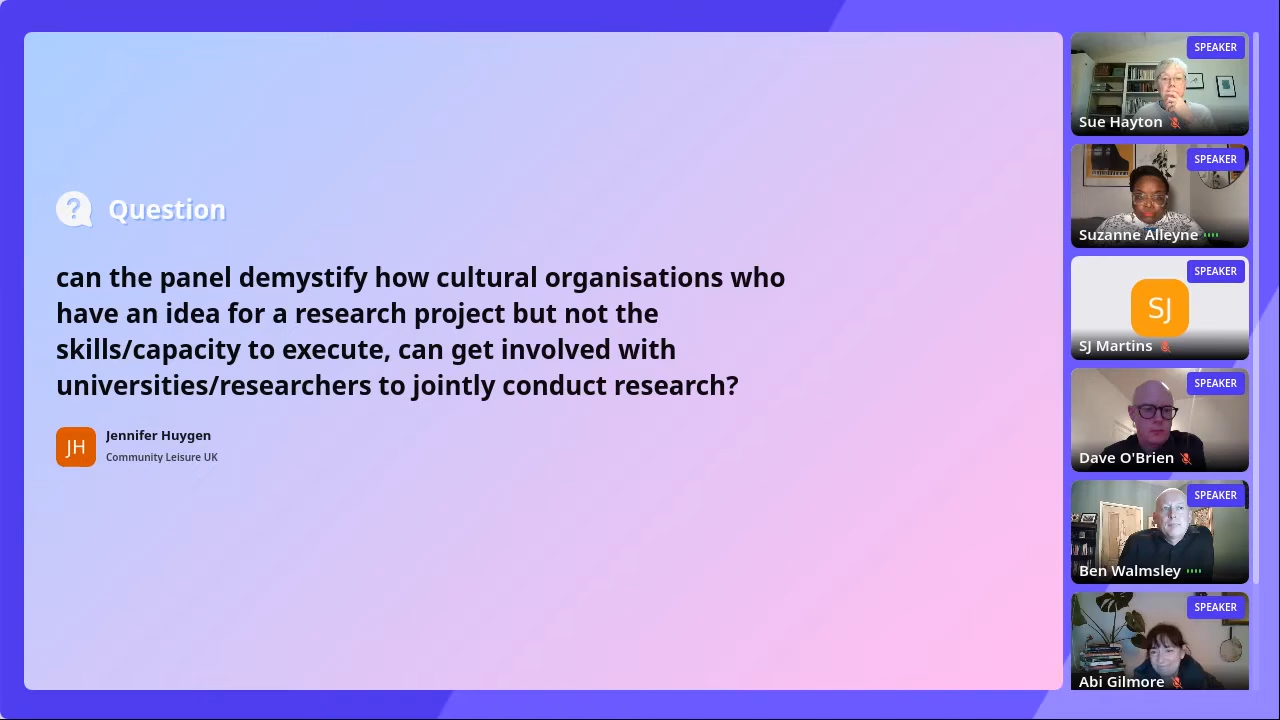 Question
can the panel demystify how cultural organisations who
have an idea for a research project but not the
skills/capacity to execute, can get involved with
universities/researchers to jointly conduct research?
JH
Jennifer Huygen
Community Leisure UK
SPEAKER
Sue Hayton
SPEAKER
Suzanne Alleyne
SPEAKER
SJ
SJ Martins
SPEAKER
Dave O'Brien
SPEAKER
Ben Walmsley
SPEAKER
Abi Gilmore